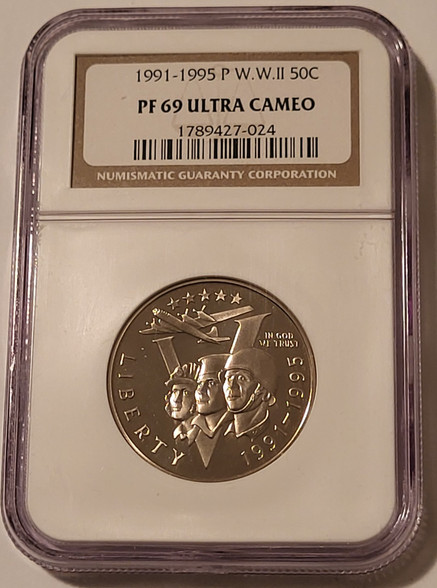 1991-1995 P W.W.II 50C
PF 69 ULTRA CAMEO
1789427-024
NUMISMATIC GUARANTY CORPORATION
IN GOD
WE TRUST
LIBERTY
1991-1995